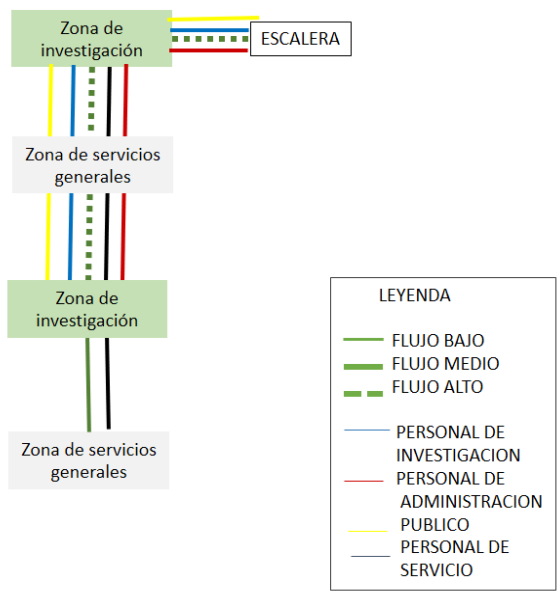 Zona de
investigación
ESCALERA
Zona de servicios
generales
Zona de
investigación
Zona de servicios
generales
LEYENDA
FLUJO BAJO
FLUJO MEDIO
FLUJO ALTO
PERSONAL DE
INVESTIGACION
PERSONAL DE
ADMINISTRACION
PUBLICO
PERSONAL DE
SERVICIO